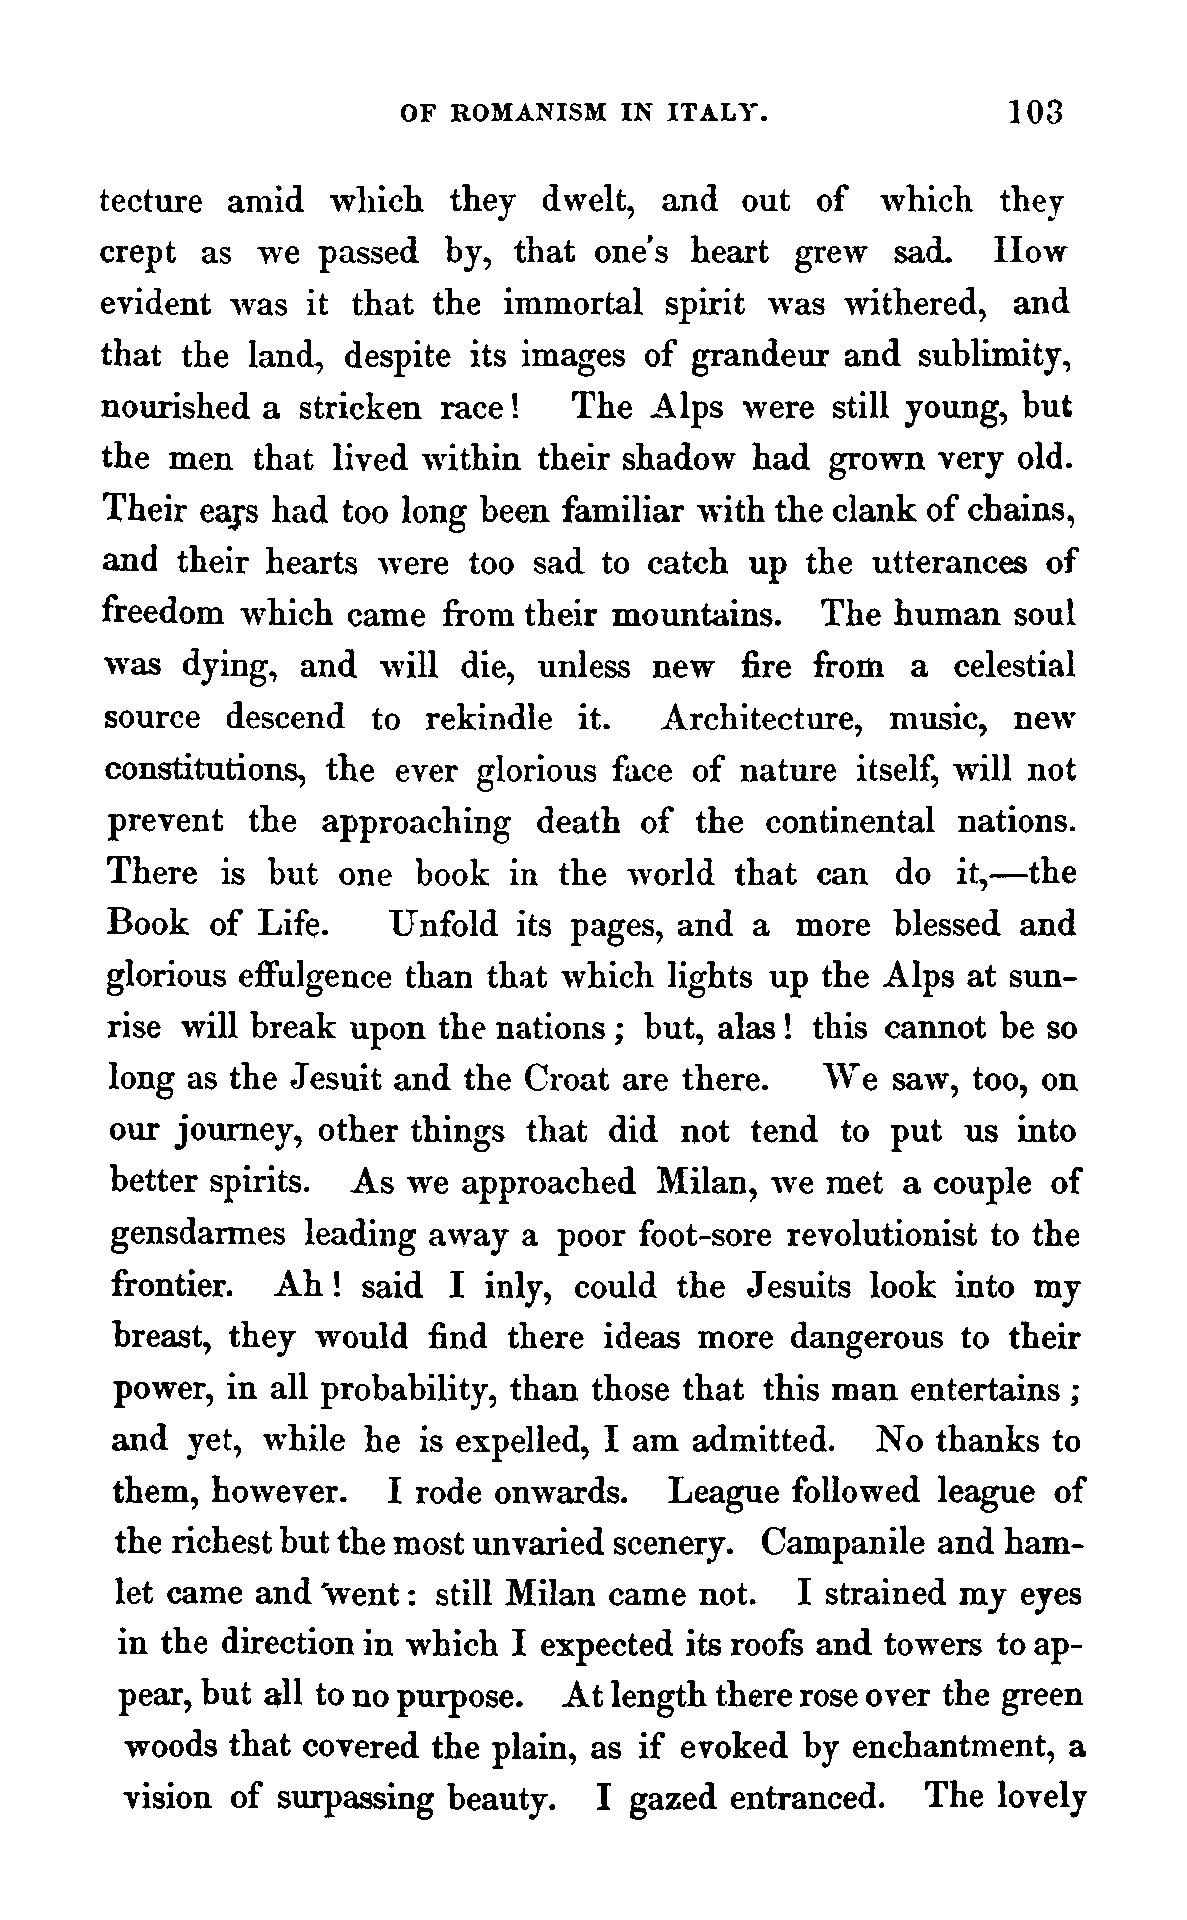 OF ROMANISM IN ITALY. 103
tecture amid which they dwelt, and out of which they
crept as we passed by, that one's heart grew sad. How
evident was it that the immortal spirit was withered, and
that the land, despite its images of grandeur and sublimity,
nourished a stricken race! The Alps were still young, but
the men that lived within their shadow had grown very old.
Their ears had too long been familiar with the clank of chains,
and their hearts were too sad to catch up the utterances of
freedom which came from their mountains. The human soul
was dying, and will die, unless new fire from a celestial
source descend to rekindle it. Architecture, music, new
constitutions, the ever glorious face of nature itself, will not
prevent the approaching death of the continental nations.
There is but one book in the world that can do it,—the
Book of Life. Unfold its pages, and a more blessed and
glorious effulgence than that which lights up the Alps at sun-
rise will break upon the nations; but, alas! this cannot be so
long as the Jesuit and the Croat are there. We saw, too, on
our journey, other things that did not tend to put us into
better spirits. As we approached Milan, we met a couple of
gensdarmes leading away a poor foot-sore revolutionist to the
frontier. Ah! said I inly, could the Jesuits look into my
breast, they would find there ideas more dangerous to their
power, in all probability, than those that this man entertains;
and yet, while he is expelled, I am admitted. No thanks to
them, however. I rode onwards. League followed league of
the richest but the most unvaried scenery. Campanile and ham-
let came and went: still Milan came not. I strained my eyes
in the direction in which I expected its roofs and towers to ap-
pear, but all to no purpose. At length there rose over the green
woods that covered the plain, as if evoked by enchantment, a
vision of surpassing beauty. I gazed entranced. The lovely